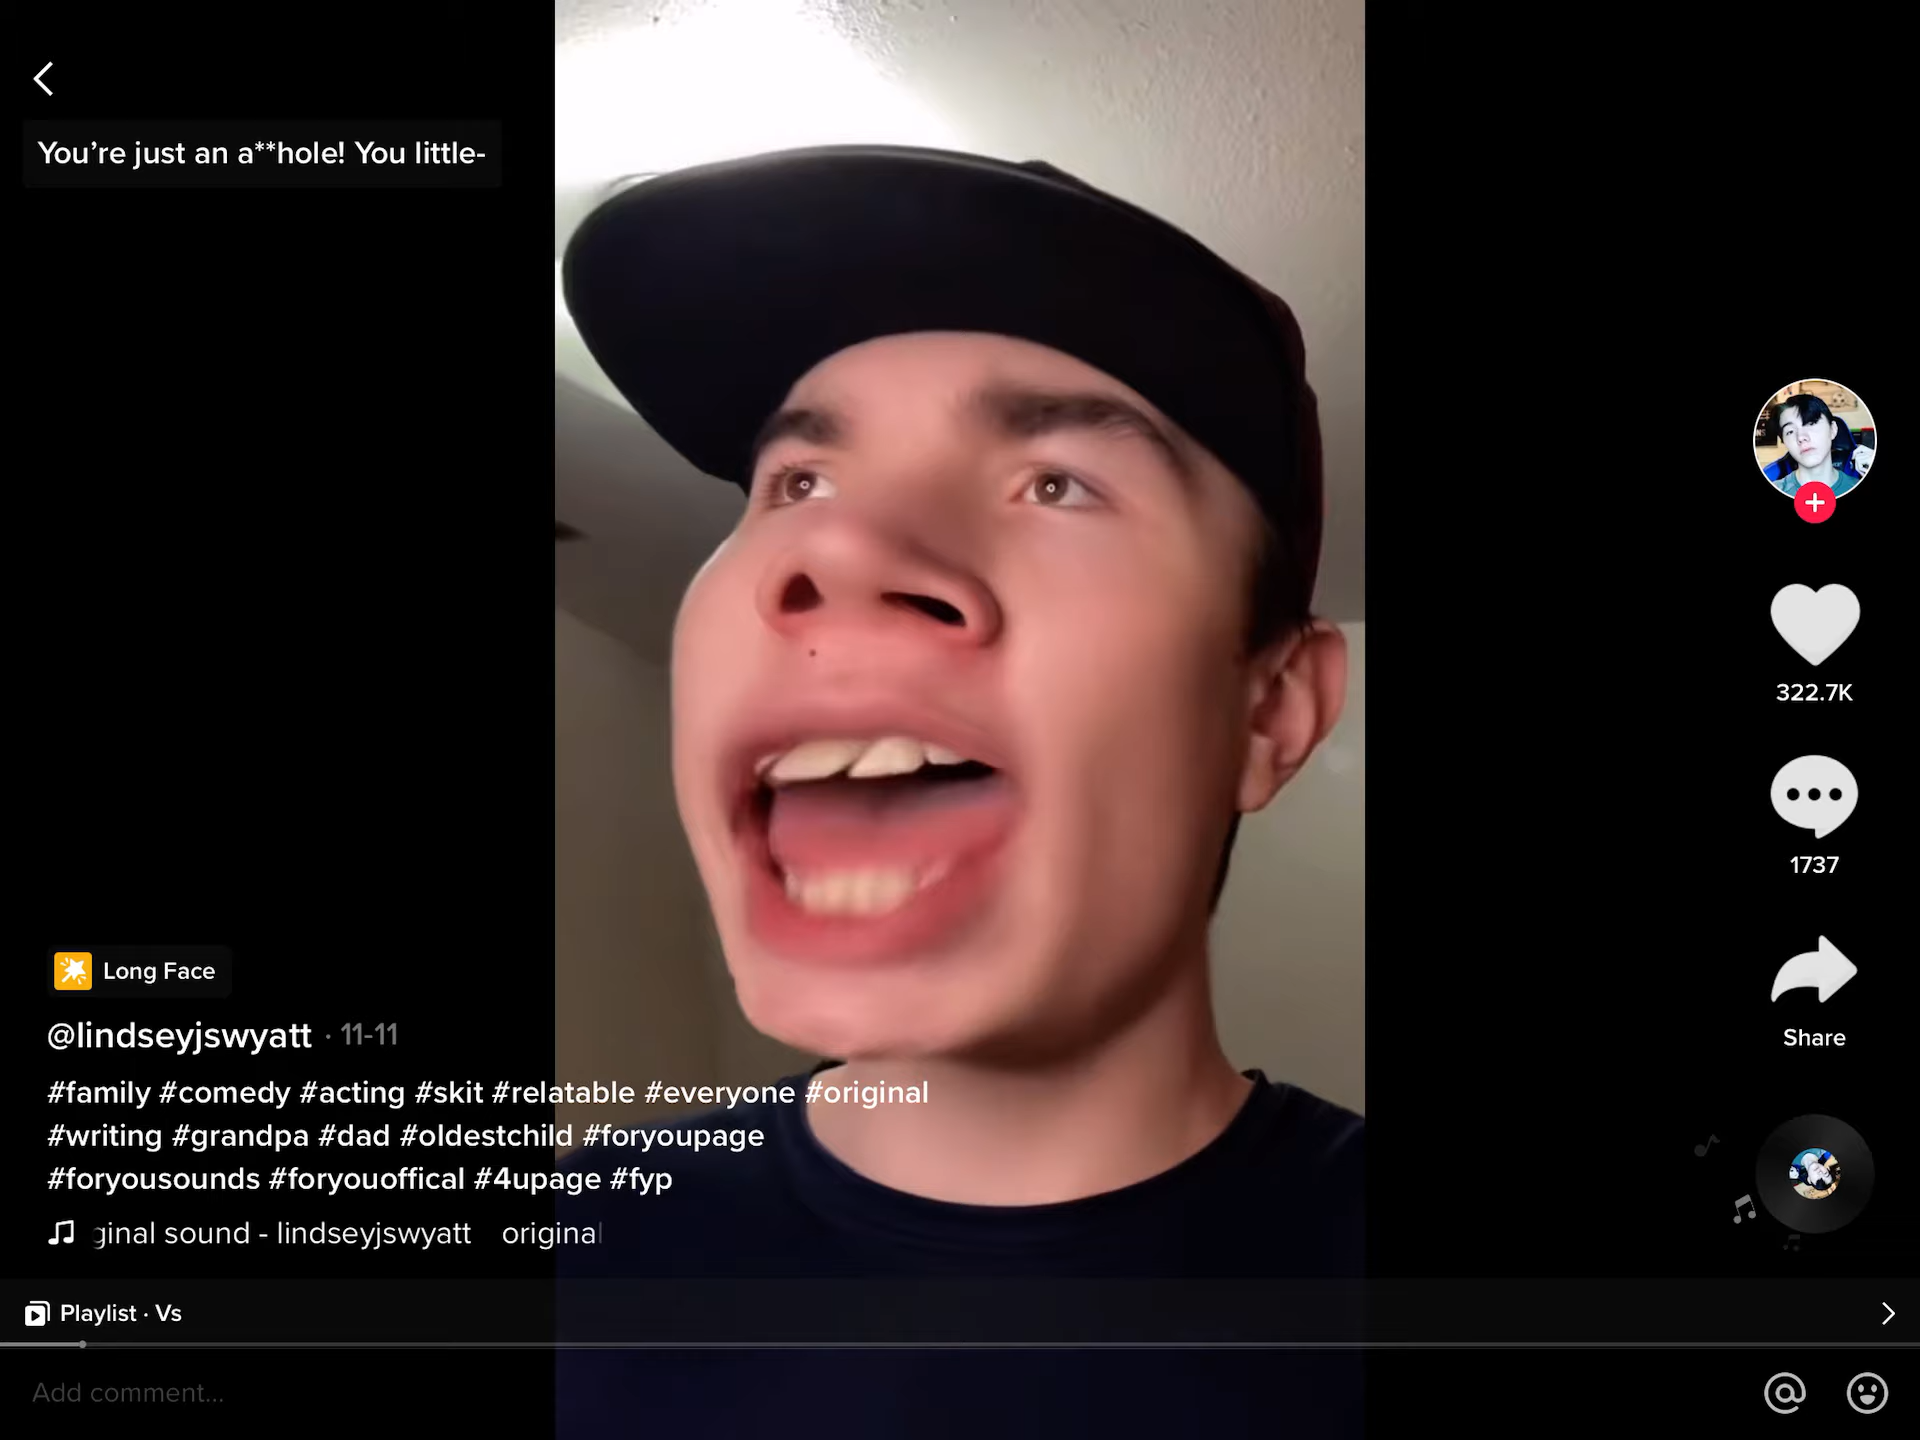 You’re just an a**hole! You little-
322.7K
1737
Share
Long Face
@lindseyjswyatt · 11-11
#family #comedy #acting #skit #relatable #everyone #original
#writing #grandpa #dad #oldestchild #foryoupage
#foryousounds #foryouoffical #4upage #fyp
ginal sound - lindseyjswyatt original
Playlist · Vs
Add comment...